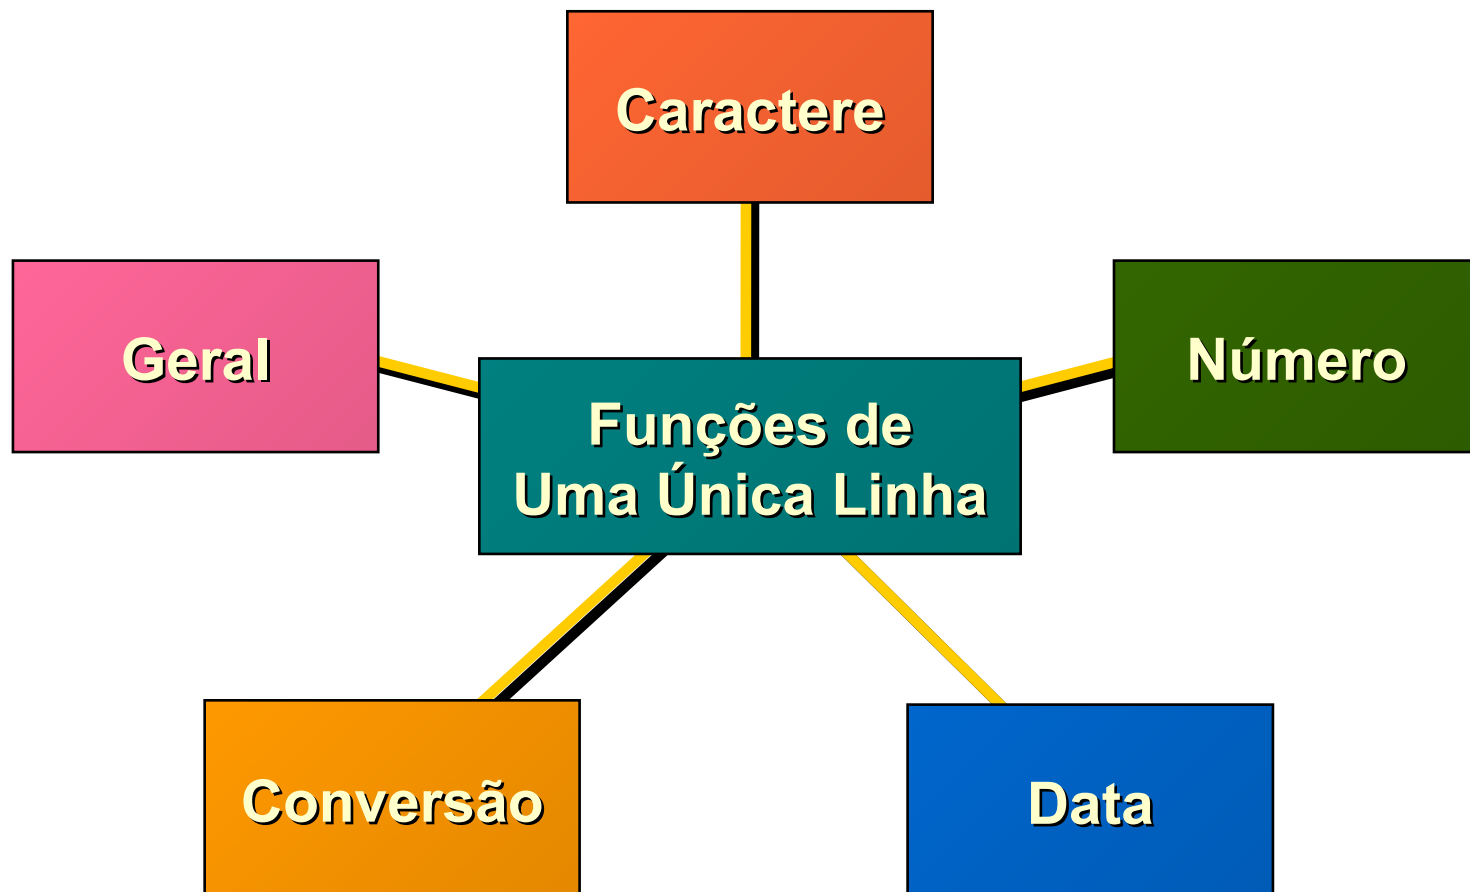 Caractere
Geral
Número
Funções de
Uma Única Linha
Conversão
Data